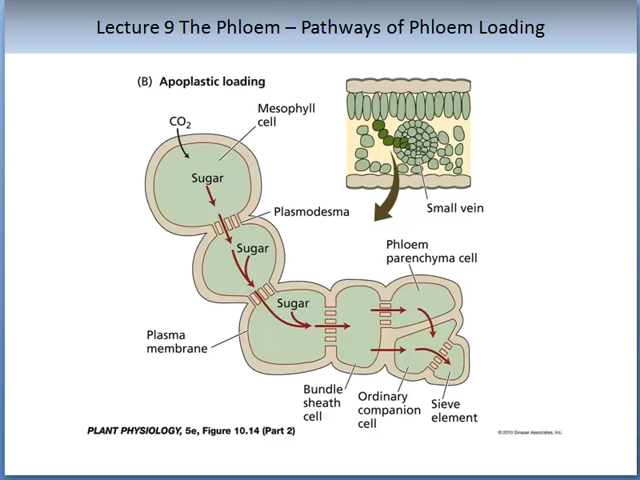 Lecture 9 The Phloem – Pathways of Phloem Loading
(B) Apoplastic loading
Mesophyll
cell
CO2
Sugar
Plasmodesma
Small vein
Sugar
Phloem
parenchyma cell
Sugar
Plasma
membrane
Bundle
sheath
cell
Ordinary
companion
cell
Sieve
element
PLANT PHYSIOLOGY, 5e, Figure 10.14 (Part 2)
© 2010 Sinauer Associates, Inc.